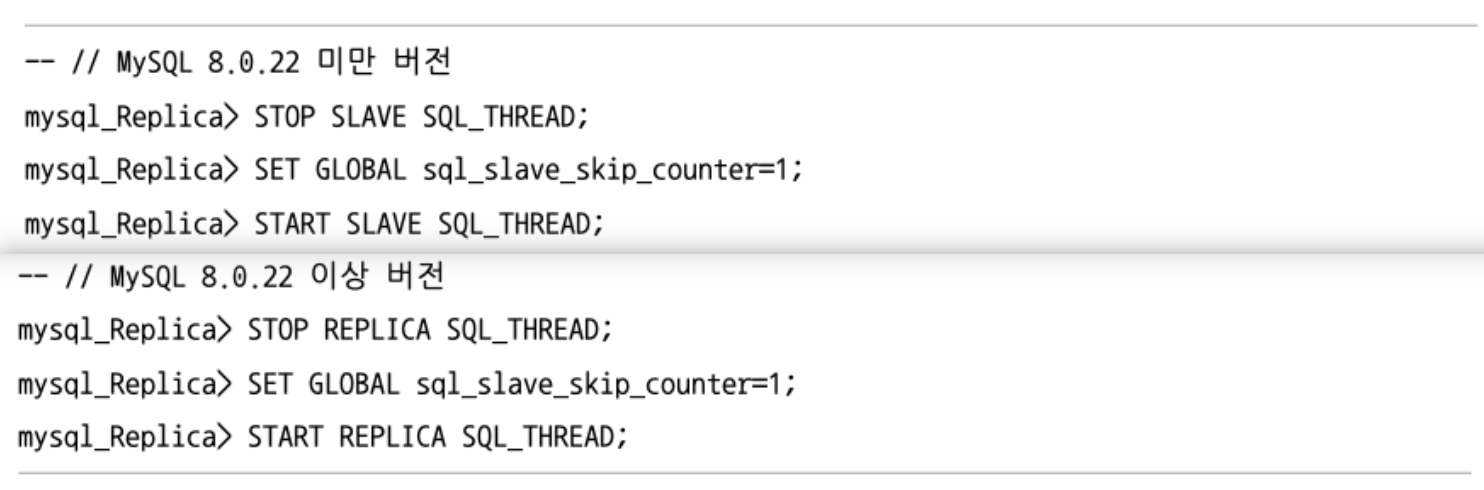 -- // MySQL 8.0.22 미만 버전
mysql_Replica> STOP SLAVE SQL_THREAD;
mysql_Replica> SET GLOBAL sql_slave_skip_counter=1;
mysql_Replica> START SLAVE SQL_THREAD;
-- // MySQL 8.0.22 이상 버전
mysql_Replica> STOP REPLICA SQL_THREAD;
mysql_Replica> SET GLOBAL sql_slave_skip_counter=1;
mysql_Replica> START REPLICA SQL_THREAD;